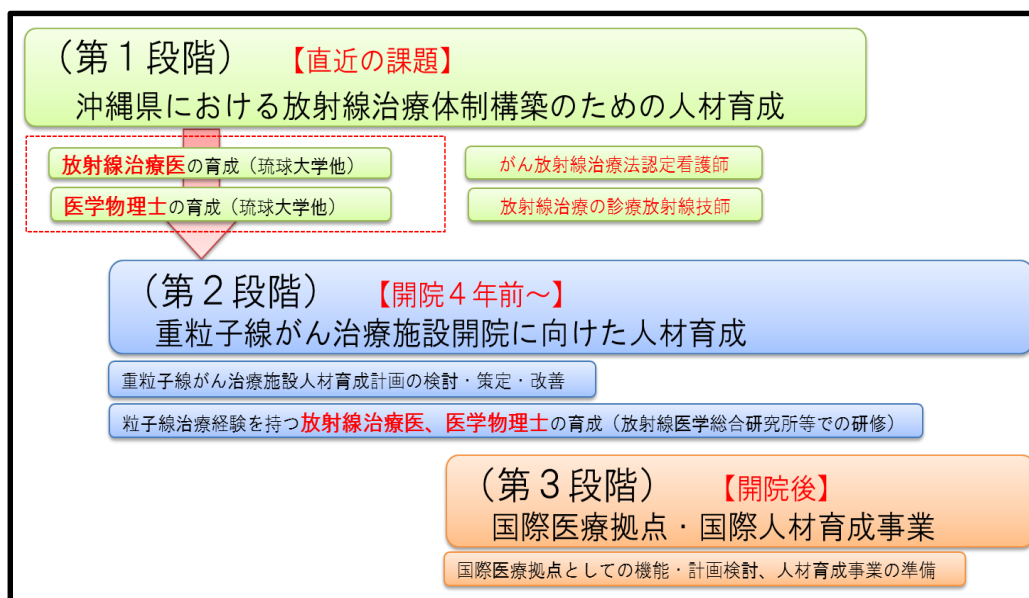 （第１段階）　【直近の課題】
沖縄県における放射線治療体制構築のための人材育成
放射線治療医の育成（琉球大学他）
がん放射線治療法認定看護師
医学物理士の育成（琉球大学他）
放射線治療の診療放射線技師
（第２段階）　【開院４年前～】
重粒子線がん治療施設開院に向けた人材育成
重粒子線がん治療施設人材育成計画の検討・策定・改善
粒子線治療経験を持つ放射線治療医、医学物理士の育成（放射線医学総合研究所等での研修）
（第３段階）　【開院後】
国際医療拠点・国際人材育成事業
国際医療拠点としての機能・計画検討、人材育成事業の準備